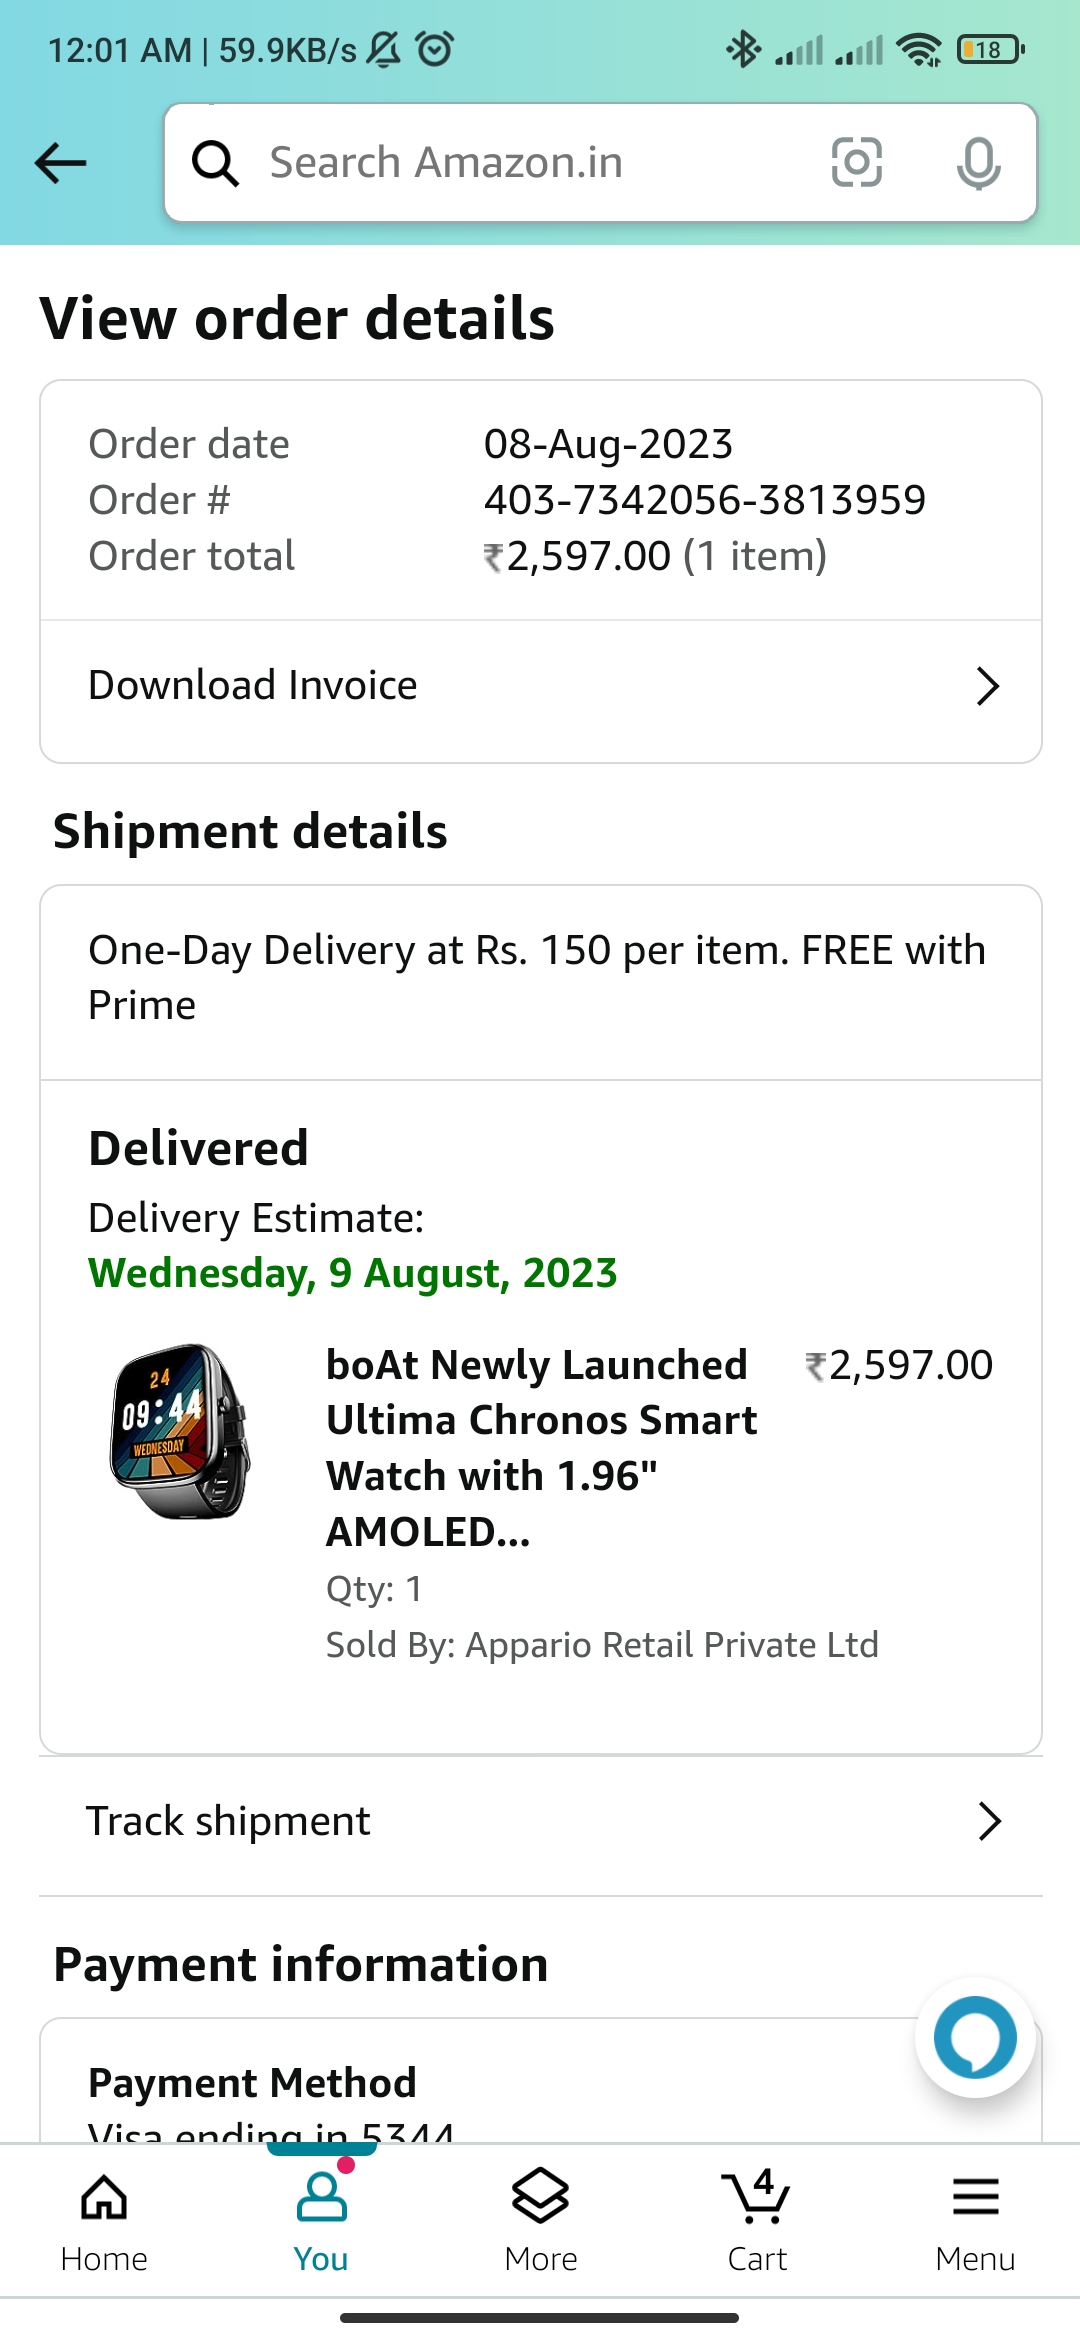 12:01 AM | 59.9KB/s
18
Search Amazon.in
View order details
Order date 08-Aug-2023
Order # 403-7342056-3813959
Order total ₹2,597.00 (1 item)
Download Invoice
Shipment details
One-Day Delivery at Rs. 150 per item. FREE with
Prime
Delivered
Delivery Estimate:
Wednesday, 9 August, 2023
24
09:44
WEDNESDAY
boAt Newly Launched ₹2,597.00
Ultima Chronos Smart
Watch with 1.96"
AMOLED...
Qty: 1
Sold By: Appario Retail Private Ltd
Track shipment
Payment information
Payment Method
Visa ending in 5344
4
Home You More Cart Menu